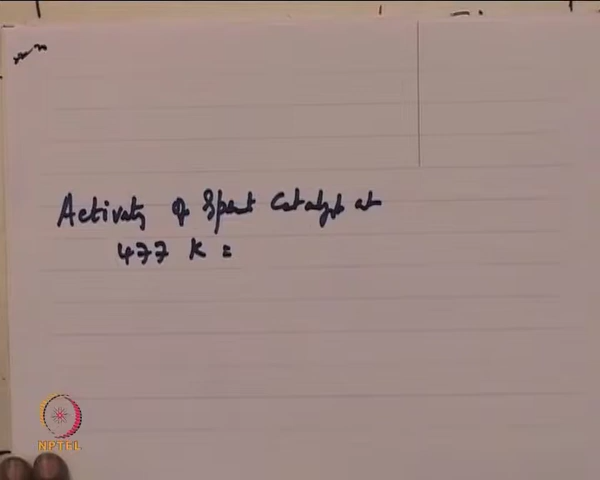 Activity of Spent Catalyst at
477 K =
NPTEL